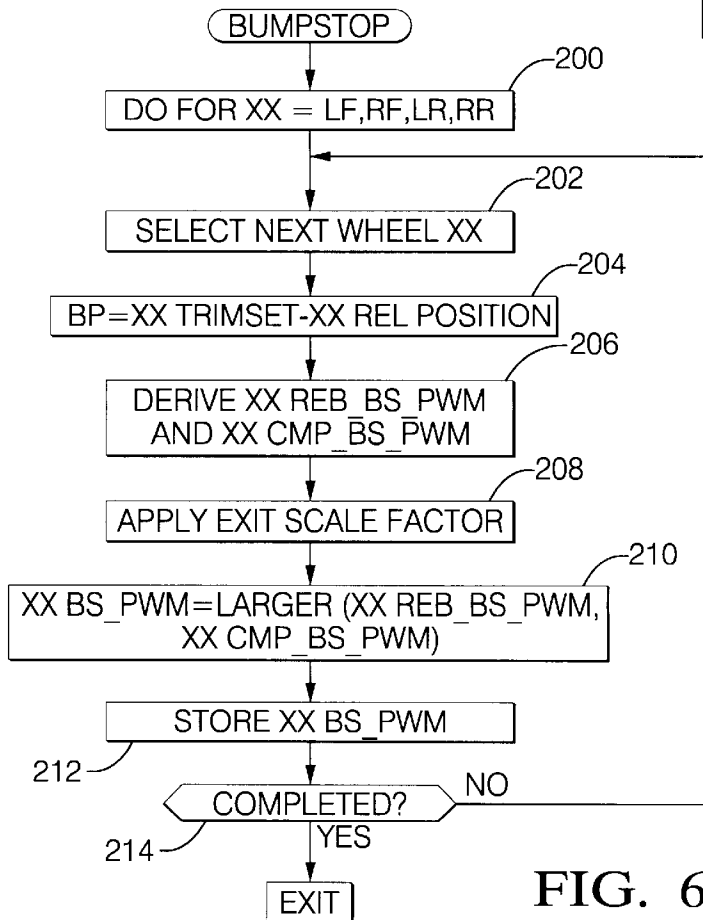 BUMPSTOP
200
DO FOR XX = LF,RF,LR,RR
202
SELECT NEXT WHEEL XX
204
BP=XX TRIMSET-XX REL POSITION
206
DERIVE XX REB_BS_PWM
AND XX CMP_BS_PWM
208
APPLY EXIT SCALE FACTOR
210
XX BS_PWM=LARGER (XX REB_BS_PWM,
XX CMP_BS_PWM)
STORE XX BS_PWM
212
COMPLETED?
NO
214
YES
EXIT
FIG. 6